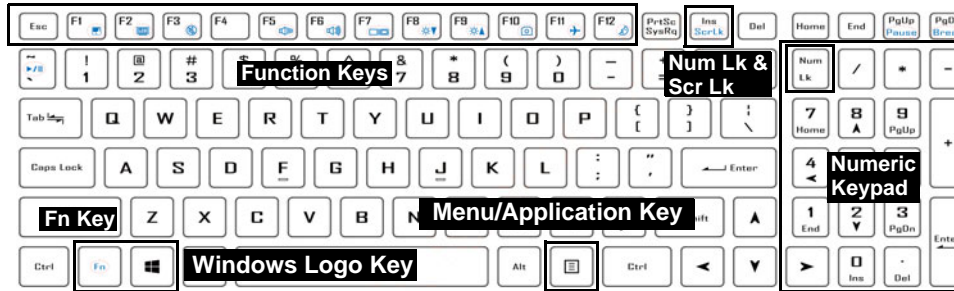 Esc F1 F2 F3 F4 F5 F6 F7 F8 F9 F10 F11 F12 PrtSc Ins Del Home End PgUp
SysRq ScrLk Pause
! @ # & * ( ) Num
1 2 7 8 9 0 - Lk / * -
Function Keys
Num Lk &
Scr Lk
Tab Q W E R T Y U I O P { [ } ] \ 7 8 9
Home PgUp
+
Caps Lock A S D F G H J K L : ; " ' Enter 4
Numeric
Keypad
Fn Key Z X C V B Menu/Application Key 1 2 3
End PgDn
Ctrl Fn Windows Logo Key Alt Ctrl 0 .
Ins Del